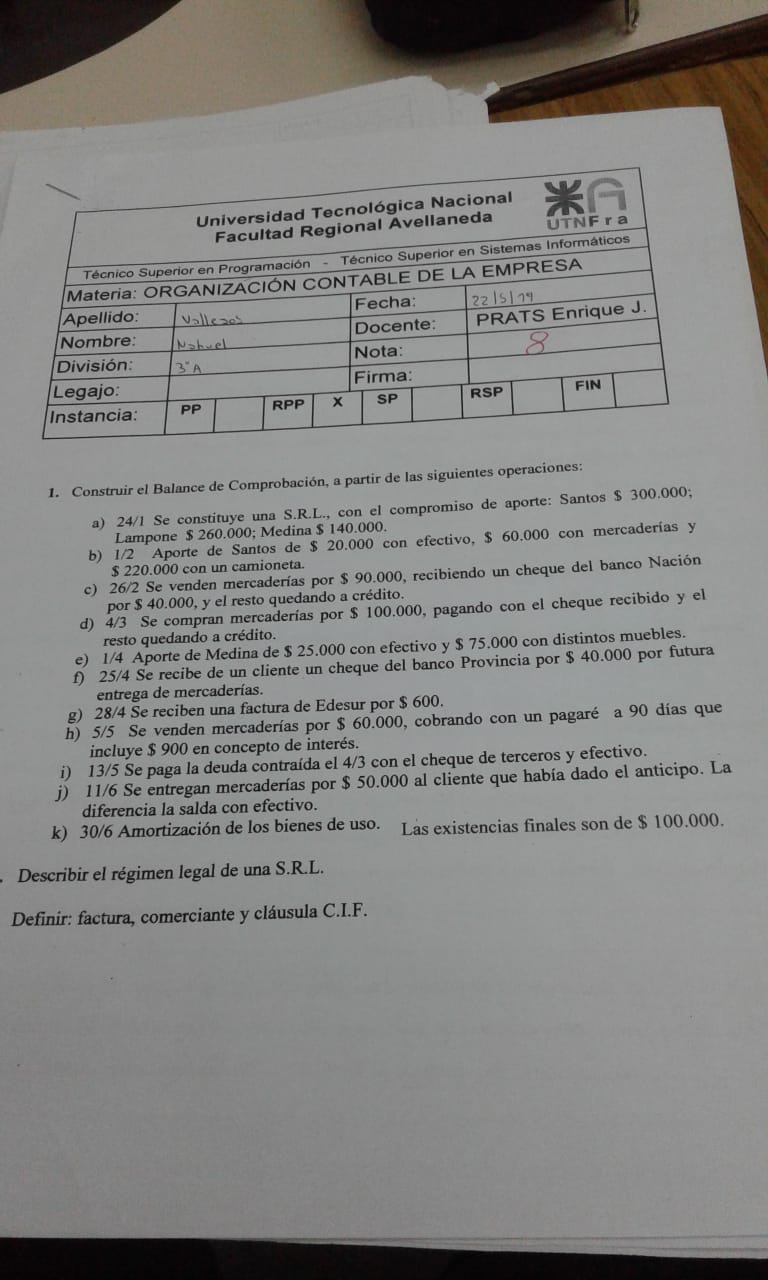 Universidad Tecnológica Nacional
Facultad Regional Avellaneda
UTNFra
Técnico Superior en Programación - Técnico Superior en Sistemas Informáticos
Materia: ORGANIZACIÓN CONTABLE DE LA EMPRESA
Apellido: Vallejos Fecha: 22/5/19
Nombre: Nahuel Docente: PRATS Enrique J.
División: 3°A Nota: 8
Legajo: Firma:
Instancia: PP RPP X SP RSP FIN
1. Construir el Balance de Comprobación, a partir de las siguientes operaciones:
a) 24/1 Se constituye una S.R.L., con el compromiso de aporte: Santos $ 300.000;
Lampone $ 260.000; Medina $ 140.000.
b) 1/2 Aporte de Santos de $ 20.000 con efectivo, $ 60.000 con mercaderías y
$ 220.000 con un camioneta.
c) 26/2 Se venden mercaderías por $ 90.000, recibiendo un cheque del banco Nación
por $ 40.000, y el resto quedando a crédito.
d) 4/3 Se compran mercaderías por $ 100.000, pagando con el cheque recibido y el
resto quedando a crédito.
e) 1/4 Aporte de Medina de $ 25.000 con efectivo y $ 75.000 con distintos muebles.
f) 25/4 Se recibe de un cliente un cheque del banco Provincia por $ 40.000 por futura
entrega de mercaderías.
g) 28/4 Se reciben una factura de Edesur por $ 600.
h) 5/5 Se venden mercaderías por $ 60.000, cobrando con un pagaré a 90 días que
incluye $ 900 en concepto de interés.
i) 13/5 Se paga la deuda contraída el 4/3 con el cheque de terceros y efectivo.
j) 11/6 Se entregan mercaderías por $ 50.000 al cliente que había dado el anticipo. La
diferencia la salda con efectivo.
k) 30/6 Amortización de los bienes de uso. Las existencias finales son de $ 100.000.
. Describir el régimen legal de una S.R.L.
Definir: factura, comerciante y cláusula C.I.F.